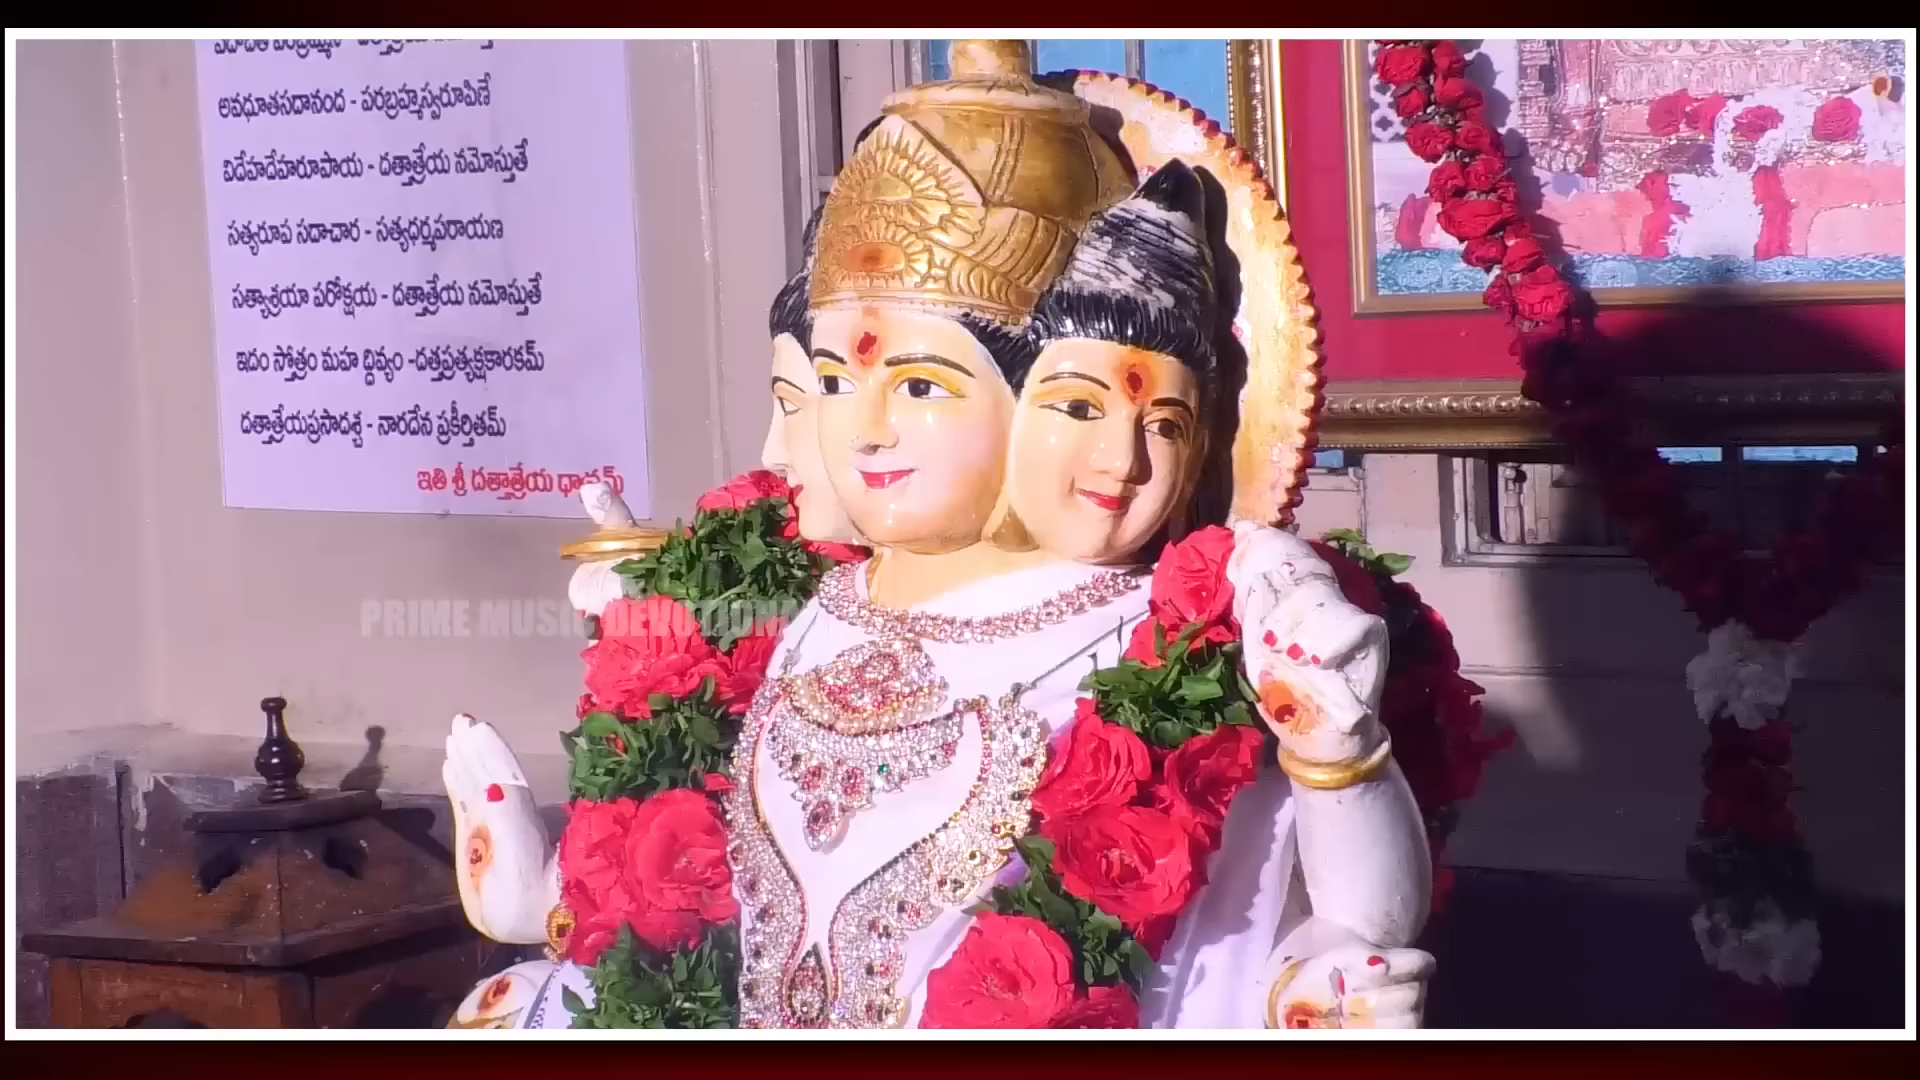 అవధూతసదానంద - పరబ్రహ్మస్వరూపిణే
విదేహదేహరూపాయ - దత్తాత్రేయ నమోస్తుతే
సత్యరూప సదాచార - సత్యధర్మపరాయణ
సత్యాశ్రయా పరోక్షయ - దత్తాత్రేయ నమోస్తుతే
ఇదం స్తోత్రం మహ ద్దివ్యం -దత్తప్రత్యక్షకారకమ్
దత్తాత్రేయప్రసాదశ్చ - నారదేన ప్రకీర్తితమ్
ఇతి శ్రీ దత్తాత్రేయ
PRIME MUSIC DEVOTIONA